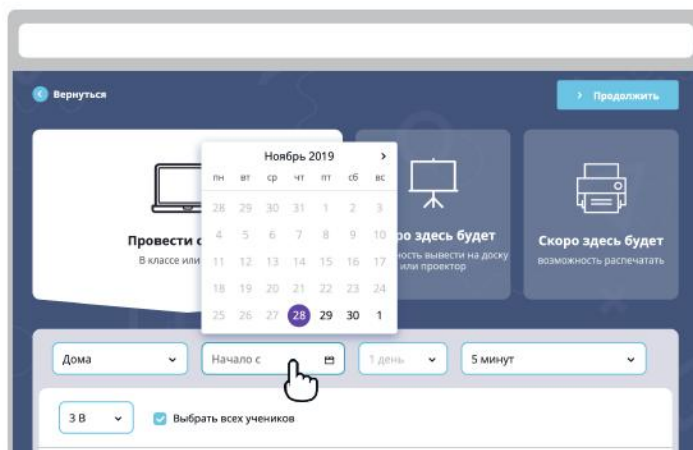 Вернуться
Продолжить
Ноябрь 2019
пн вт ср чт пт сб вс
28 29 30 31 1 2 3
4 5 6 7 8 9 10
11 12 13 14 15 16 17
18 19 20 21 22 23 24
25 26 27 28 29 30 1
Провести
В классе или
здесь будет
вывести на доску
или проектор
Скоро здесь будет
возможность распечатать
Дома
Начало с
1 день
5 минут
3 В
Выбрать всех учеников